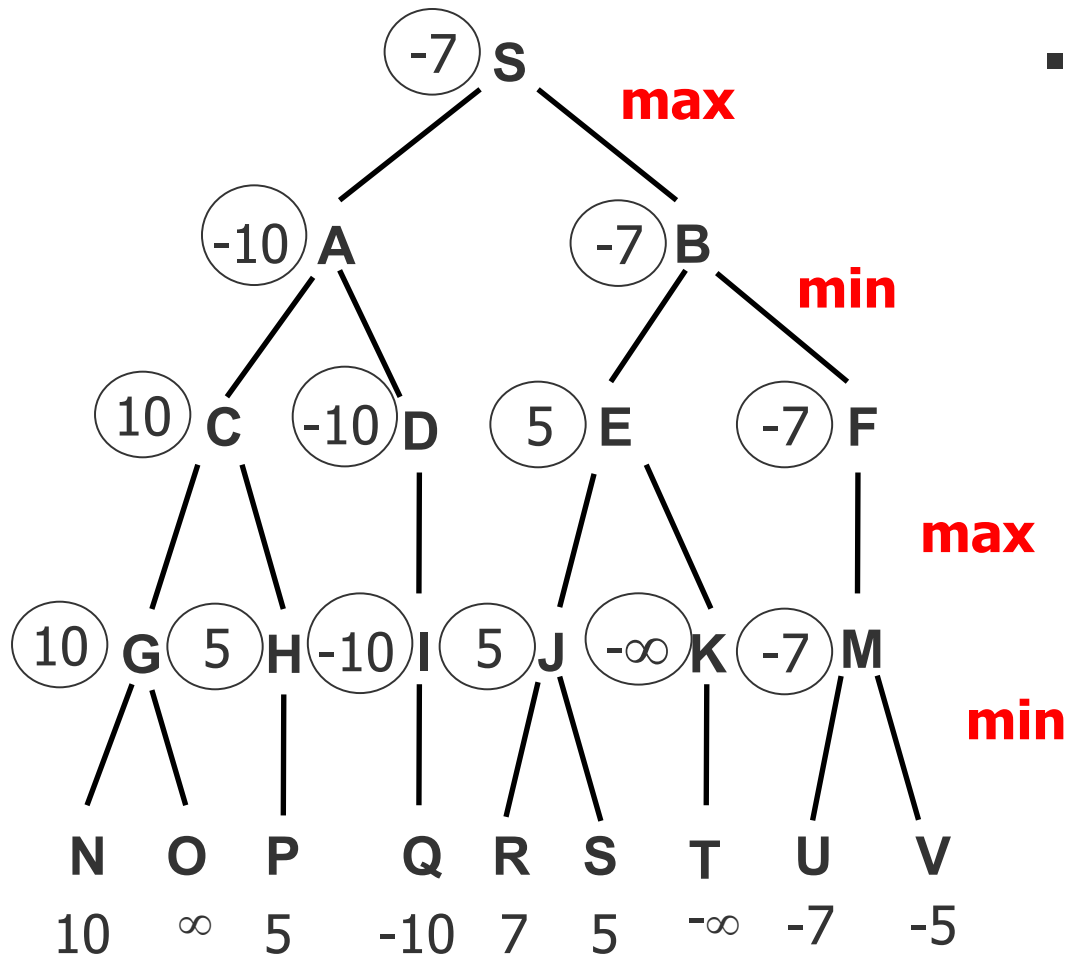 -7 S
max
-10 A -7 B
min
10 C -10 D 5 E -7 F
max
10 G 5 H -10 I 5 J -∞ K -7 M
min
N O P Q R S T U V
10 ∞ 5 -10 7 5 -∞ -7 -5